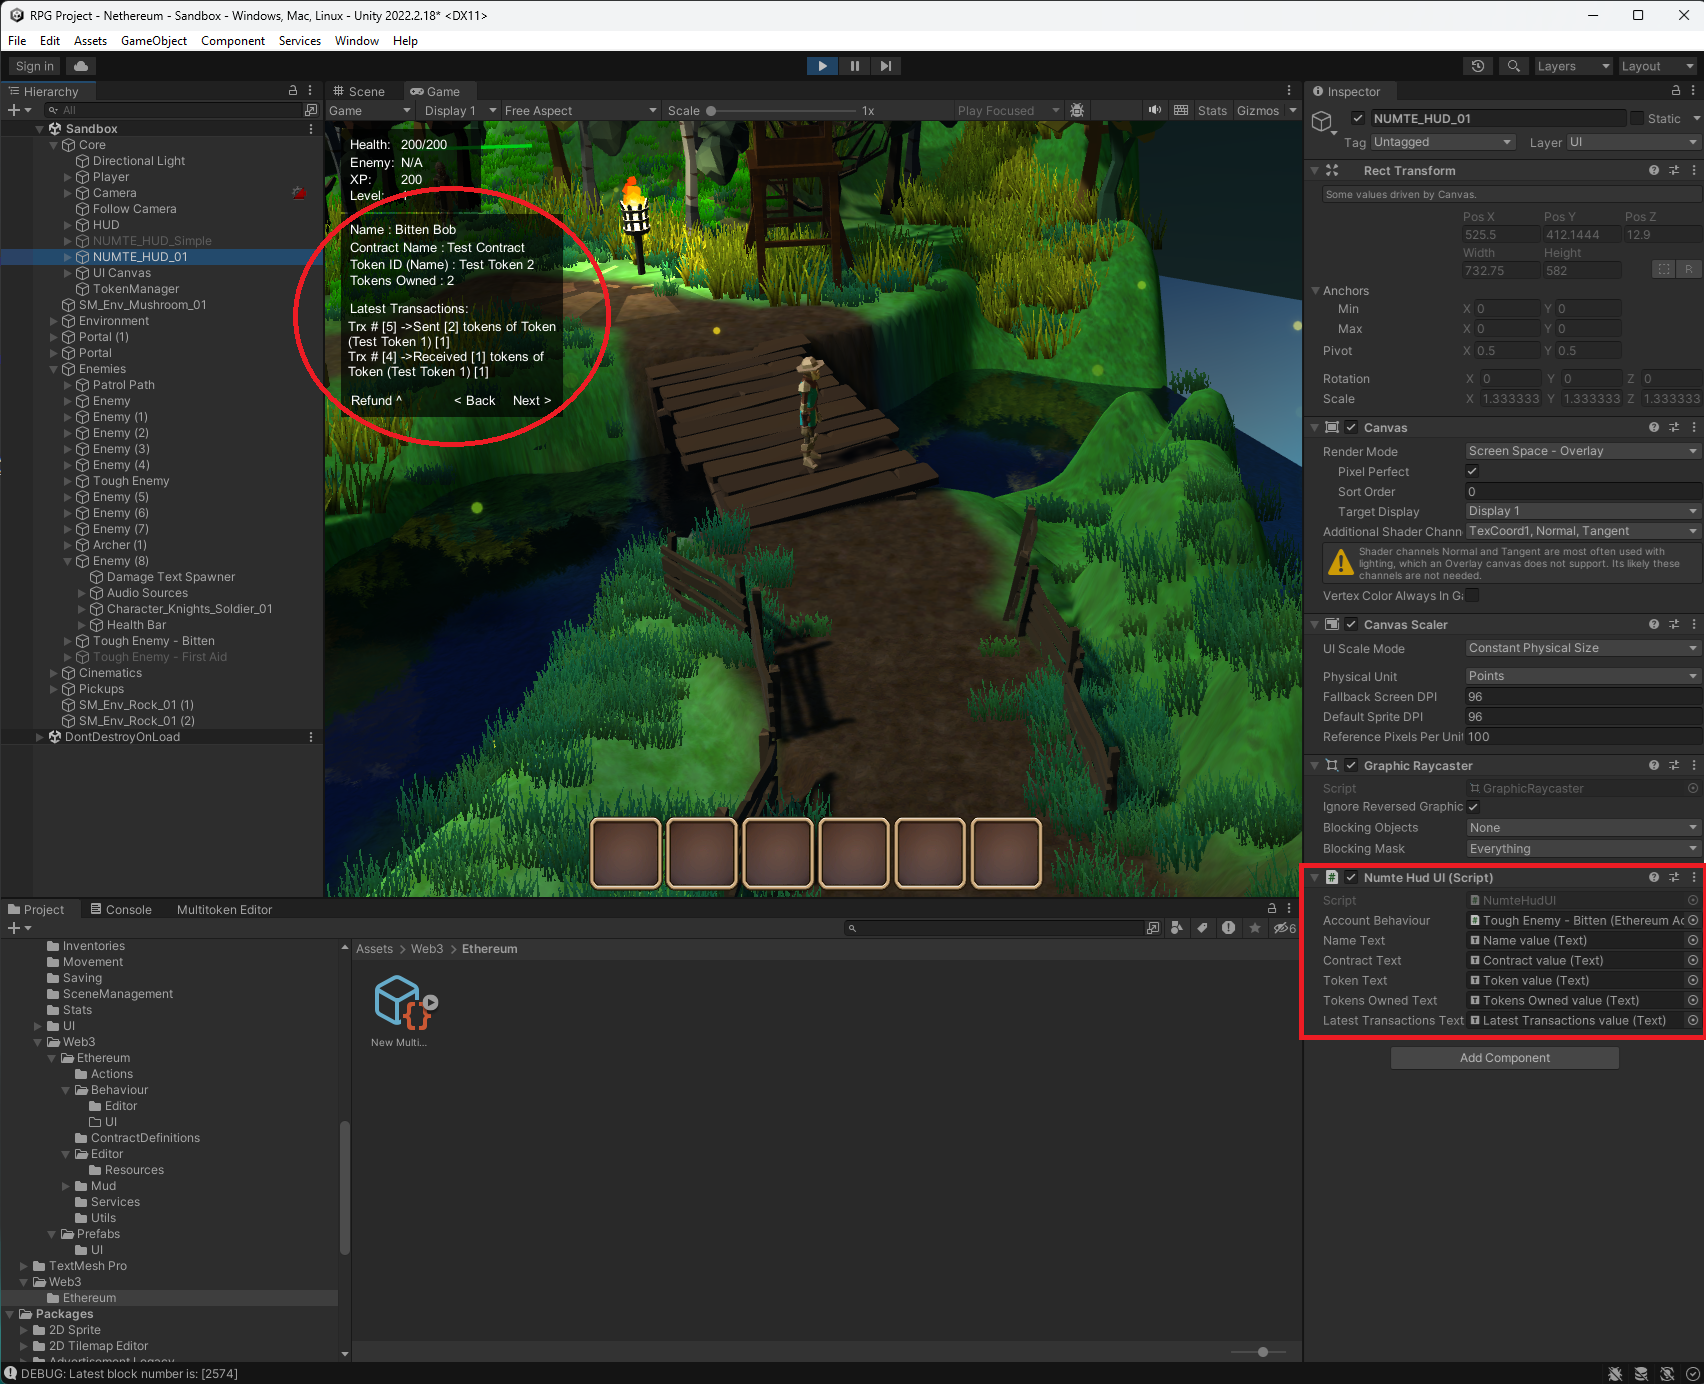 RPG Project - Nethereum - Sandbox - Windows, Mac, Linux - Unity 2022.2.18* <DX11>
File Edit Assets GameObject Component Services Window Help
Sign in
Layers
Layout
Hierarchy
All
Sandbox
Core
Directional Light
Player
Camera
Follow Camera
HUD
NUMTE_HUD_Simple
NUMTE_HUD_01
UI Canvas
TokenManager
SM_Env_Mushroom_01
Environment
Portal (1)
Portal
Enemies
Patrol Path
Enemy
Enemy (1)
Enemy (2)
Enemy (3)
Enemy (4)
Tough Enemy
Enemy (5)
Enemy (6)
Enemy (7)
Archer (1)
Enemy (8)
Damage Text Spawner
Audio Sources
Character_Knights_Soldier_01
Health Bar
Tough Enemy - Bitten
Tough Enemy - First Aid
Cinematics
Pickups
SM_Env_Rock_01 (1)
SM_Env_Rock_01 (2)
DontDestroyOnLoad
Scene Game
Game Display 1 Free Aspect Scale 1x Play Focused Stats Gizmos
Health: 200/200
Enemy: N/A
XP: 200
Level:
Name : Bitten Bob
Contract Name : Test Contract
Token ID (Name) : Test Token 2
Tokens Owned : 2
Latest Transactions:
Trx # [5] ->Sent [2] tokens of Token
(Test Token 1) [1]
Trx # [4] ->Received [1] tokens of
Token (Test Token 1) [1]
Refund ^ < Back Next >
Inspector
NUMTE_HUD_01 Static
Tag Untagged Layer UI
Rect Transform
Some values driven by Canvas.
Pos X Pos Y Pos Z
525.5 412.1444 12.9
Width Height
732.75 582 R
Anchors
Min X 0 Y 0
Max X 0 Y 0
Pivot X 0.5 Y 0.5
Rotation X 0 Y 0 Z 0
Scale X 1.333333 Y 1.333333 Z 1.333333
Canvas
Render Mode Screen Space - Overlay
Pixel Perfect
Sort Order 0
Target Display Display 1
Additional Shader Chann TexCoord1, Normal, Tangent
Shader channels Normal and Tangent are most often used with
lighting, which an Overlay canvas does not support. Its likely these
channels are not needed.
Vertex Color Always In Ga
Canvas Scaler
UI Scale Mode Constant Physical Size
Physical Unit Points
Fallback Screen DPI 96
Default Sprite DPI 96
Reference Pixels Per Unit 100
Graphic Raycaster
Script GraphicRaycaster
Ignore Reversed Graphic
Blocking Objects None
Blocking Mask Everything
Numte Hud UI (Script)
Script NumteHudUI
Account Behaviour Tough Enemy - Bitten (Ethereum Ac
Name Text Name value (Text)
Contract Text Contract value (Text)
Token Text Token value (Text)
Tokens Owned Text Tokens Owned value (Text)
Latest Transactions Text Latest Transactions value (Text)
Add Component
Project Console Multitoken Editor
6
Inventories
Movement
Saving
SceneManagement
Stats
UI
Web3
Ethereum
Actions
Behaviour
Editor
UI
ContractDefinitions
Editor
Resources
Mud
Services
Utils
Prefabs
UI
TextMesh Pro
Web3
Ethereum
Packages
2D Sprite
2D Tilemap Editor
Advertisement Legacy
Assets > Web3 > Ethereum
New Multi...
DEBUG: Latest block number is: [2574]